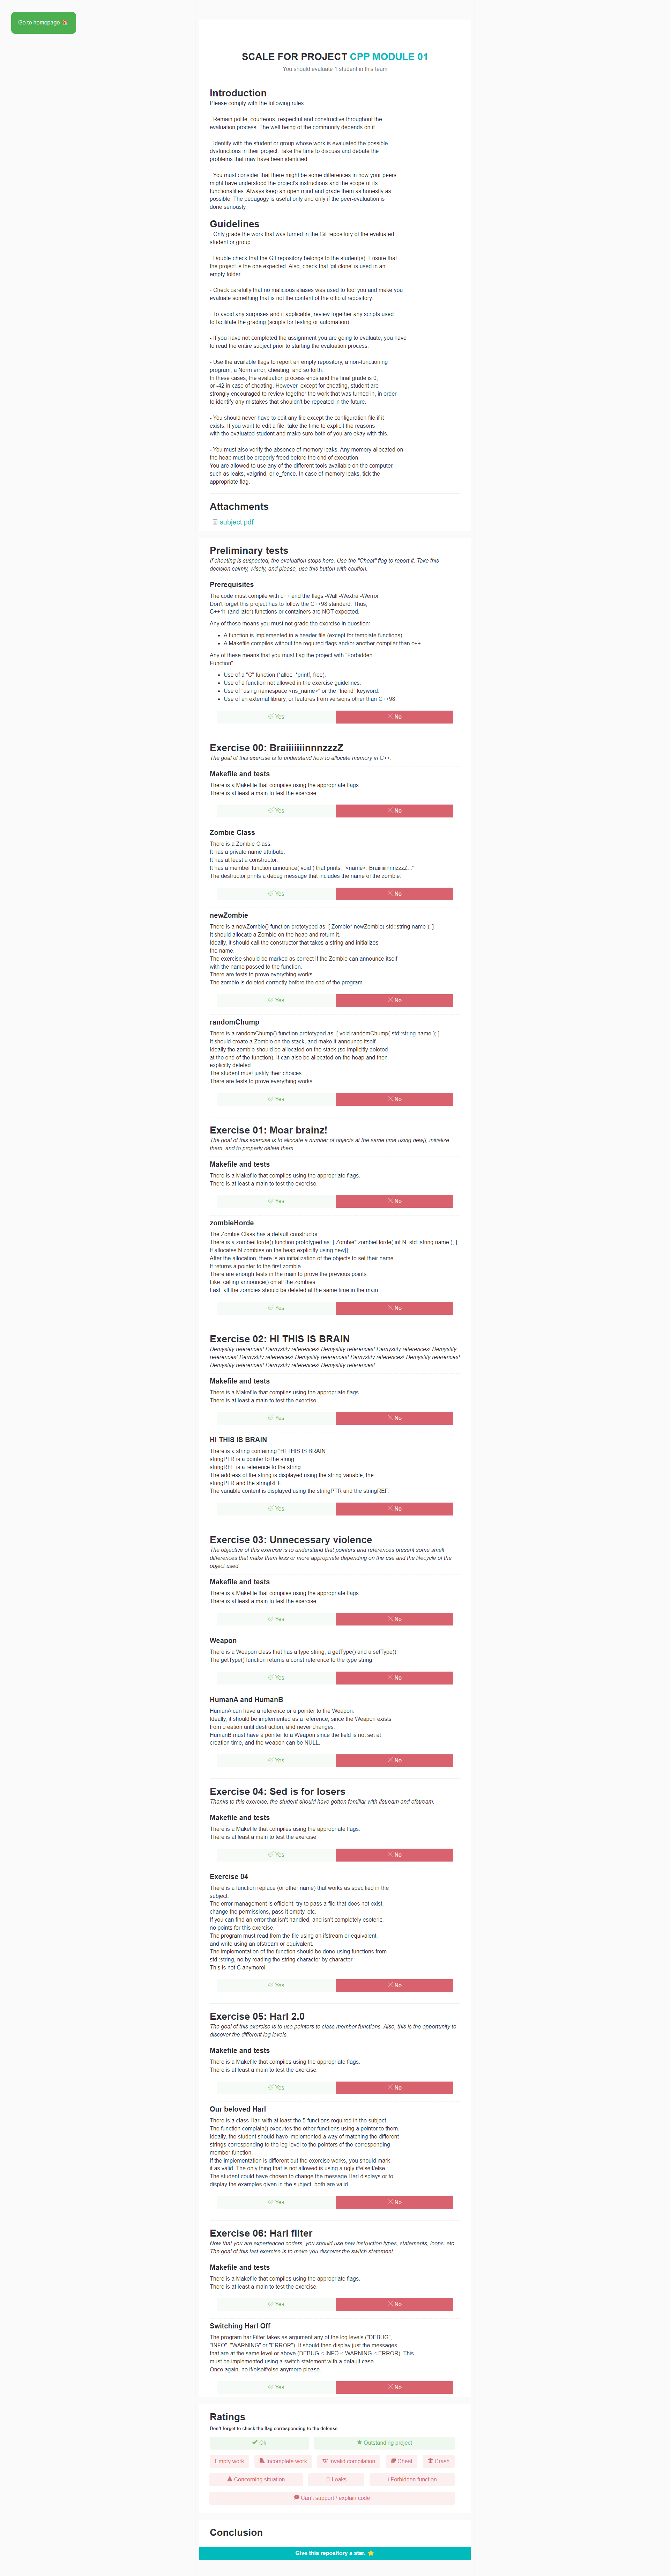 Go to homepage
SCALE FOR PROJECT CPP MODULE 01
You should evaluate 1 student in this team
Introduction
Please comply with the following rules:
- Remain polite, courteous, respectful and constructive throughout the
evaluation process. The well-being of the community depends on it.
- Identify with the student or group whose work is evaluated the possible
dysfunctions in their project. Take the time to discuss and debate the
problems that may have been identified.
- You must consider that there might be some differences in how your peers
might have understood the project's instructions and the scope of its
functionalities. Always keep an open mind and grade them as honestly as
possible. The pedagogy is useful only and only if the peer-evaluation is
done seriously.
Guidelines
- Only grade the work that was turned in the Git repository of the evaluated
student or group.
- Double-check that the Git repository belongs to the student(s). Ensure that
the project is the one expected. Also, check that 'git clone' is used in an
empty folder.
- Check carefully that no malicious aliases was used to fool you and make you
evaluate something that is not the content of the official repository.
- To avoid any surprises and if applicable, review together any scripts used
to facilitate the grading (scripts for testing or automation).
- If you have not completed the assignment you are going to evaluate, you have
to read the entire subject prior to starting the evaluation process.
- Use the available flags to report an empty repository, a non-functioning
program, a Norm error, cheating, and so forth.
In these cases, the evaluation process ends and the final grade is 0,
or -42 in case of cheating. However, except for cheating, student are
strongly encouraged to review together the work that was turned in, in order
to identify any mistakes that shouldn't be repeated in the future.
- You should never have to edit any file except the configuration file if it
exists. If you want to edit a file, take the time to explicit the reasons
with the evaluated student and make sure both of you are okay with this.
- You must also verify the absence of memory leaks. Any memory allocated on
the heap must be properly freed before the end of execution.
You are allowed to use any of the different tools available on the computer,
such as leaks, valgrind, or e_fence. In case of memory leaks, tick the
appropriate flag.
Attachments
subject.pdf
Preliminary tests
If cheating is suspected, the evaluation stops here. Use the "Cheat" flag to report it. Take this
decision calmly, wisely, and please, use this button with caution.
Prerequisites
The code must compile with c++ and the flags -Wall -Wextra -Werror
Don't forget this project has to follow the C++98 standard. Thus,
C++11 (and later) functions or containers are NOT expected.
Any of these means you must not grade the exercise in question:
• A function is implemented in a header file (except for template functions).
• A Makefile compiles without the required flags and/or another compiler than c++.
Any of these means that you must flag the project with "Forbidden
Function":
• Use of a "C" function (*alloc, *printf, free).
• Use of a function not allowed in the exercise guidelines.
• Use of "using namespace <ns_name>" or the "friend" keyword.
• Use of an external library, or features from versions other than C++98.
Yes
No
Exercise 00: BraiiiiiiinnnzzzZ
The goal of this exercise is to understand how to allocate memory in C++.
Makefile and tests
There is a Makefile that compiles using the appropriate flags.
There is at least a main to test the exercise.
Yes
No
Zombie Class
There is a Zombie Class.
It has a private name attribute.
It has at least a constructor.
It has a member function announce( void ) that prints: "<name>: BraiiiiiiinnnzzzZ..."
The destructor prints a debug message that includes the name of the zombie.
Yes
No
newZombie
There is a newZombie() function prototyped as: [ Zombie* newZombie( std::string name ); ]
It should allocate a Zombie on the heap and return it.
Ideally, it should call the constructor that takes a string and initializes
the name.
The exercise should be marked as correct if the Zombie can announce itself
with the name passed to the function.
There are tests to prove everything works.
The zombie is deleted correctly before the end of the program.
Yes
No
randomChump
There is a randomChump() function prototyped as: [ void randomChump( std::string name ); ]
It should create a Zombie on the stack, and make it announce itself.
Ideally the zombie should be allocated on the stack (so implicitly deleted
at the end of the function). It can also be allocated on the heap and then
explicitly deleted.
The student must justify their choices.
There are tests to prove everything works.
Yes
No
Exercise 01: Moar brainz!
The goal of this exercise is to allocate a number of objects at the same time using new[], initialize
them, and to properly delete them.
Makefile and tests
There is a Makefile that compiles using the appropriate flags.
There is at least a main to test the exercise.
Yes
No
zombieHorde
The Zombie Class has a default constructor.
There is a zombieHorde() function prototyped as: [ Zombie* zombieHorde( int N, std::string name ); ]
It allocates N zombies on the heap explicitly using new[].
After the allocation, there is an initialization of the objects to set their name.
It returns a pointer to the first zombie.
There are enough tests in the main to prove the previous points.
Like: calling announce() on all the zombies.
Last, all the zombies should be deleted at the same time in the main.
Yes
No
Exercise 02: HI THIS IS BRAIN
Demystify references! Demystify references! Demystify references! Demystify references! Demystify
references! Demystify references! Demystify references! Demystify references! Demystify references!
Demystify references! Demystify references! Demystify references!
Makefile and tests
There is a Makefile that compiles using the appropriate flags.
There is at least a main to test the exercise.
Yes
No
HI THIS IS BRAIN
There is a string containing "HI THIS IS BRAIN".
stringPTR is a pointer to the string.
stringREF is a reference to the string.
The address of the string is displayed using the string variable, the
stringPTR and the stringREF.
The variable content is displayed using the stringPTR and the stringREF.
Yes
No
Exercise 03: Unnecessary violence
The objective of this exercise is to understand that pointers and references present some small
differences that make them less or more appropriate depending on the use and the lifecycle of the
object used.
Makefile and tests
There is a Makefile that compiles using the appropriate flags.
There is at least a main to test the exercise.
Yes
No
Weapon
There is a Weapon class that has a type string, a getType() and a setType().
The getType() function returns a const reference to the type string.
Yes
No
HumanA and HumanB
HumanA can have a reference or a pointer to the Weapon.
Ideally, it should be implemented as a reference, since the Weapon exists
from creation until destruction, and never changes.
HumanB must have a pointer to a Weapon since the field is not set at
creation time, and the weapon can be NULL.
Yes
No
Exercise 04: Sed is for losers
Thanks to this exercise, the student should have gotten familiar with ifstream and ofstream.
Makefile and tests
There is a Makefile that compiles using the appropriate flags.
There is at least a main to test the exercise.
Yes
No
Exercise 04
There is a function replace (or other name) that works as specified in the
subject.
The error management is efficient: try to pass a file that does not exist,
change the permissions, pass it empty, etc.
If you can find an error that isn't handled, and isn't completely esoteric,
no points for this exercise.
The program must read from the file using an ifstream or equivalent,
and write using an ofstream or equivalent.
The implementation of the function should be done using functions from
std::string, no by reading the string character by character.
This is not C anymore!
Yes
No
Exercise 05: Harl 2.0
The goal of this exercise is to use pointers to class member functions. Also, this is the opportunity to
discover the different log levels.
Makefile and tests
There is a Makefile that compiles using the appropriate flags.
There is at least a main to test the exercise.
Yes
No
Our beloved Harl
There is a class Harl with at least the 5 functions required in the subject.
The function complain() executes the other functions using a pointer to them.
Ideally, the student should have implemented a way of matching the different
strings corresponding to the log level to the pointers of the corresponding
member function.
If the implementation is different but the exercise works, you should mark
it as valid. The only thing that is not allowed is using a ugly if/elseif/else.
The student could have chosen to change the message Harl displays or to
display the examples given in the subject, both are valid.
Yes
No
Exercise 06: Harl filter
Now that you are experienced coders, you should use new instruction types, statements, loops, etc.
The goal of this last exercise is to make you discover the switch statement.
Makefile and tests
There is a Makefile that compiles using the appropriate flags.
There is at least a main to test the exercise.
Yes
No
Switching Harl Off
The program harlFilter takes as argument any of the log levels ("DEBUG",
"INFO", "WARNING" or "ERROR"). It should then display just the messages
that are at the same level or above (DEBUG < INFO < WARNING < ERROR). This
must be implemented using a switch statement with a default case.
Once again, no if/elseif/else anymore please.
Yes
No
Ratings
Don't forget to check the flag corresponding to the defense
Ok
Outstanding project
Empty work
Incomplete work
Invalid compilation
Cheat
Crash
Concerning situation
Leaks
Forbidden function
Can't support / explain code
Conclusion
Give this repository a star.